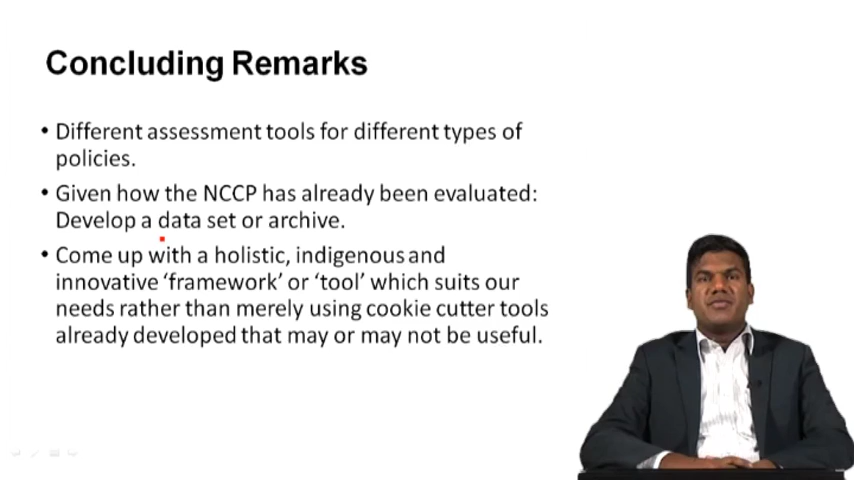 Concluding Remarks
• Different assessment tools for different types of
policies.
• Given how the NCCP has already been evaluated:
Develop a data set or archive.
• Come up with a holistic, indigenous and
innovative ‘framework’ or ‘tool’ which suits our
needs rather than merely using cookie cutter tools
already developed that may or may not be useful.